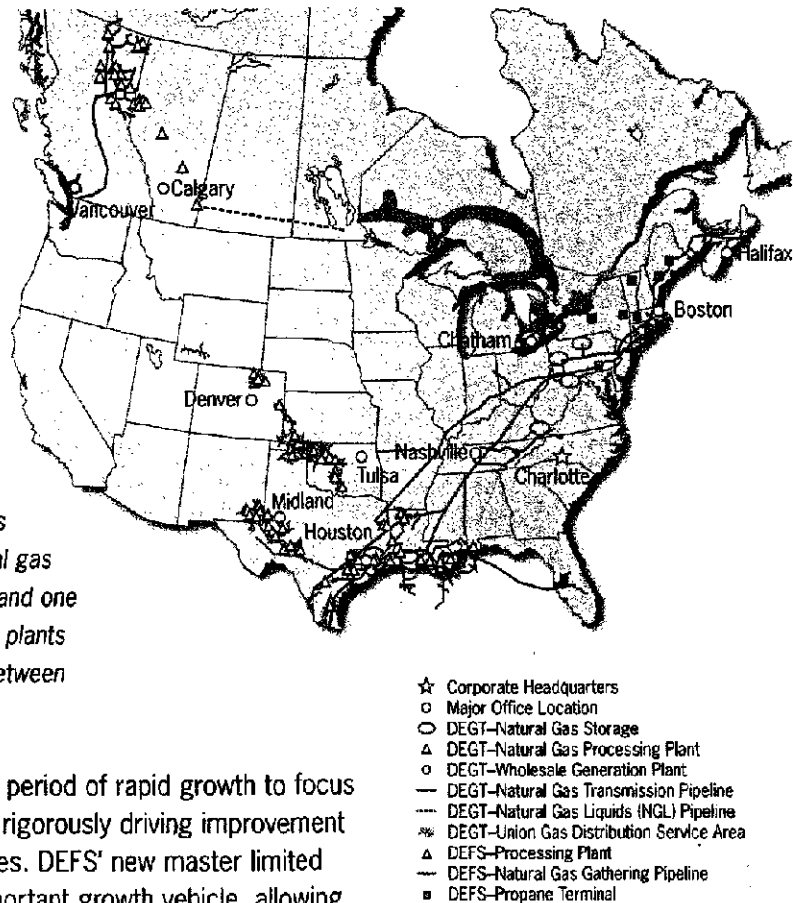 Calgary
Vancouver
Halifax
Boston
Chatham
Denver
Nashville
Tulsa
Charlotte
Midland
Houston
s
al gas
and one
plants
etween
Corporate Headquarters
Major Office Location
DEGT–Natural Gas Storage
DEGT–Natural Gas Processing Plant
DEGT–Wholesale Generation Plant
DEGT–Natural Gas Transmission Pipeline
DEGT–Natural Gas Liquids (NGL) Pipeline
DEGT–Union Gas Distribution Service Area
DEFS–Processing Plant
DEFS–Natural Gas Gathering Pipeline
DEFS–Propane Terminal
period of rapid growth to focus
rigorously driving improvement
es. DEFS' new master limited
portant growth vehicle, allowing